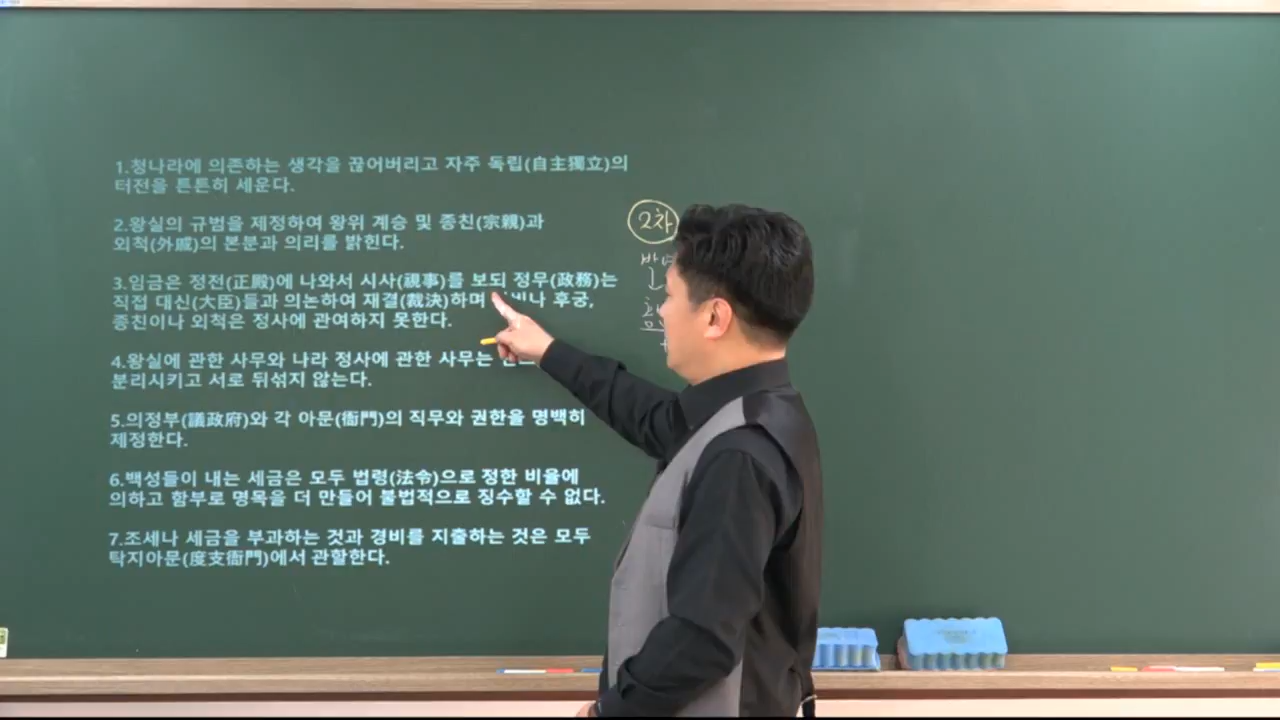 1.청나라에 의존하는 생각을 끊어버리고 자주 독립(自主獨立)의
터전을 튼튼히 세운다.
2.왕실의 규범을 제정하여 왕위 계승 및 종친(宗親)과
외척(外戚)의 본분과 의리를 밝힌다.
3.임금은 정전(正殿)에 나와서 시사(視事)를 보되 정무(政務)는
직접 대신(大臣)들과 의논하여 재결(裁決)하며 후궁,
종친이나 외척은 정사에 관여하지 못한다.
4.왕실에 관한 사무와 나라 정사에 관한 사무는
분리시키고 서로 뒤섞지 않는다.
5.의정부(議政府)와 각 아문(衙門)의 직무와 권한을 명백히
제정한다.
6.백성들이 내는 세금은 모두 법령(法令)으로 정한 비율에
의하고 함부로 명목을 더 만들어 불법적으로 징수할 수 없다.
7.조세나 세금을 부과하는 것과 경비를 지출하는 것은 모두
탁지아문(度支衙門)에서 관할한다.
2차